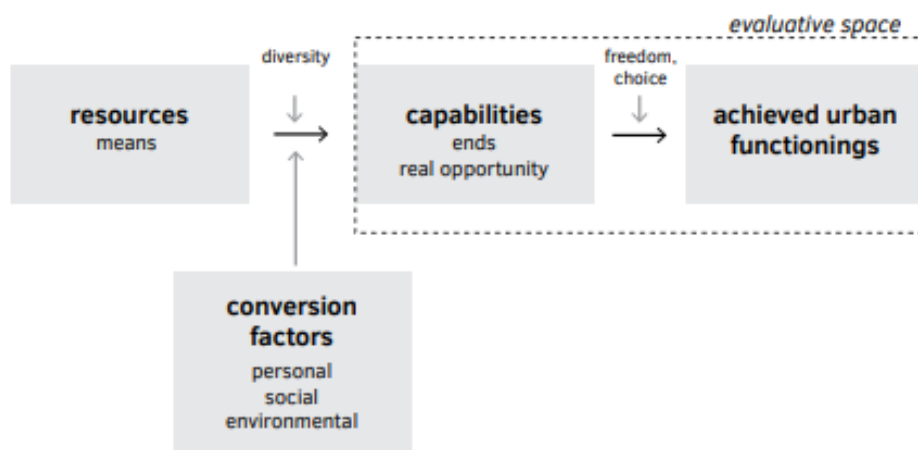 evaluative space
diversity
freedom,
choice
resources
means
capabilities
ends
real opportunity
achieved urban
functionings
conversion
factors
personal
social
environmental